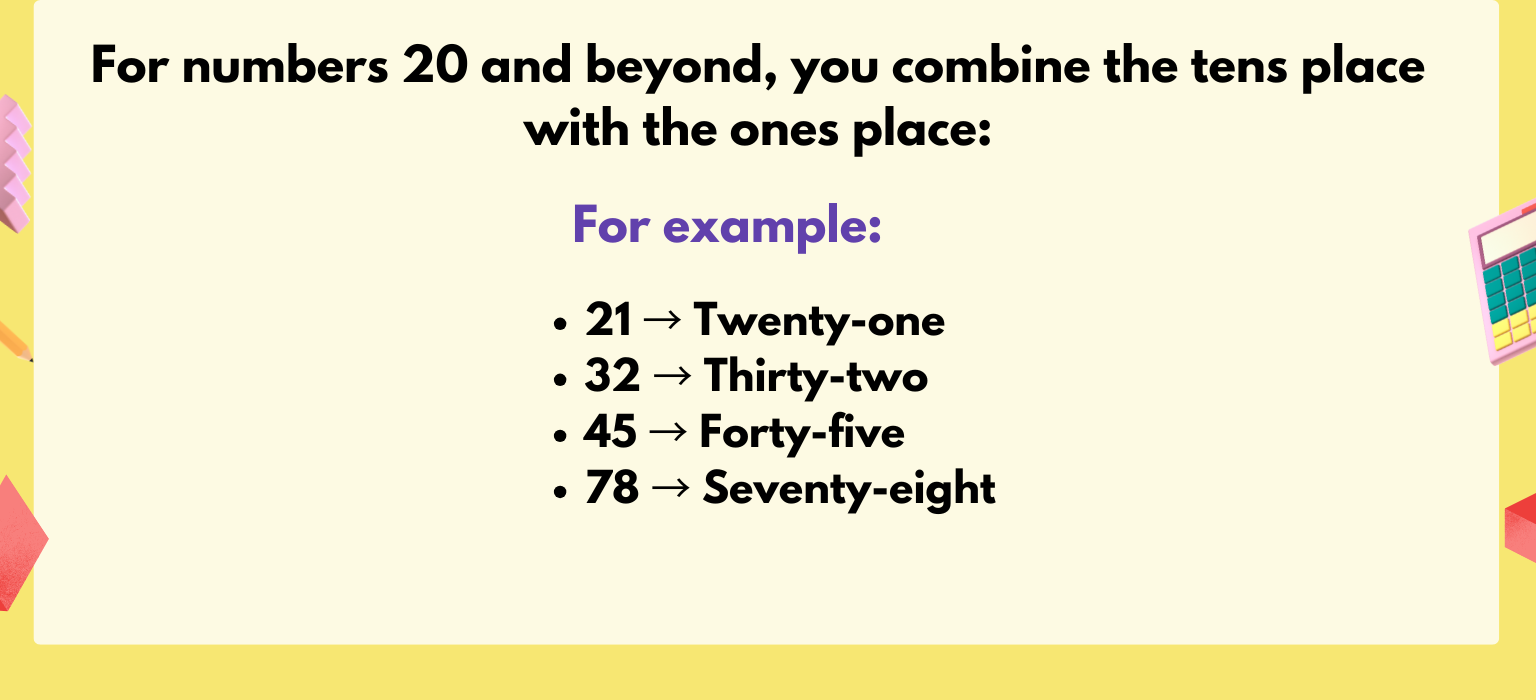 For numbers 20 and beyond, you combine the tens place
with the ones place:
For example:
• 21 → Twenty-one
• 32 → Thirty-two
• 45 → Forty-five
• 78 → Seventy-eight